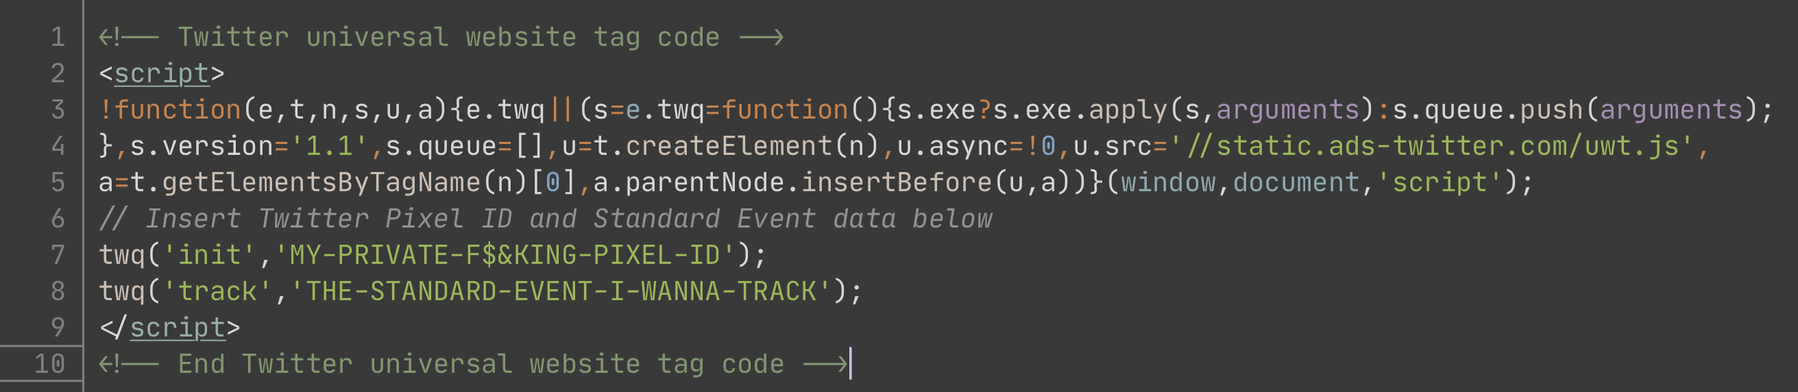 1 <!-- Twitter universal website tag code -->
2 <script>
3 !function(e,t,n,s,u,a){e.twq||(s=e.twq=function(){s.exe?s.exe.apply(s,arguments):s.queue.push(arguments);
4 },s.version='1.1',s.queue=[],u=t.createElement(n),u.async=!0,u.src='//static.ads-twitter.com/uwt.js',
5 a=t.getElementsByTagName(n)[0],a.parentNode.insertBefore(u,a))}(window,document,'script');
6 // Insert Twitter Pixel ID and Standard Event data below
7 twq('init','MY-PRIVATE-F$&KING-PIXEL-ID');
8 twq('track','THE-STANDARD-EVENT-I-WANNA-TRACK');
9 </script>
10 <!-- End Twitter universal website tag code -->